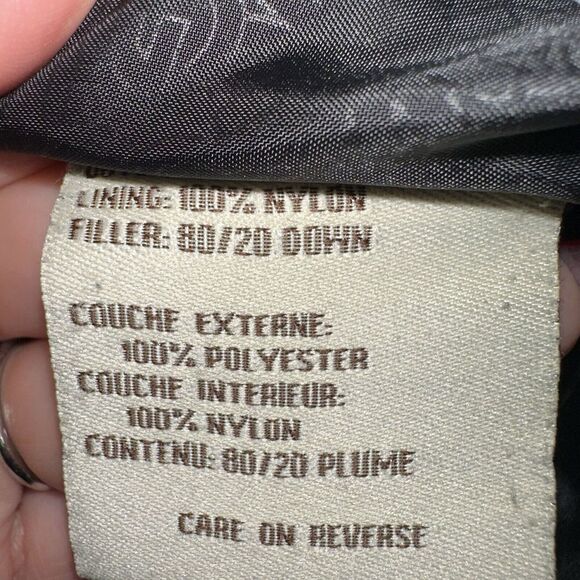 LINING: 100% NYLON
FILLER: 80/20 DOWN
COUCHE EXTERNE:
100% POLYESTER
COUCHE INTERIEUR:
100% NYLON
CONTENU: 80/20 PLUME
CARE ON REVERSE